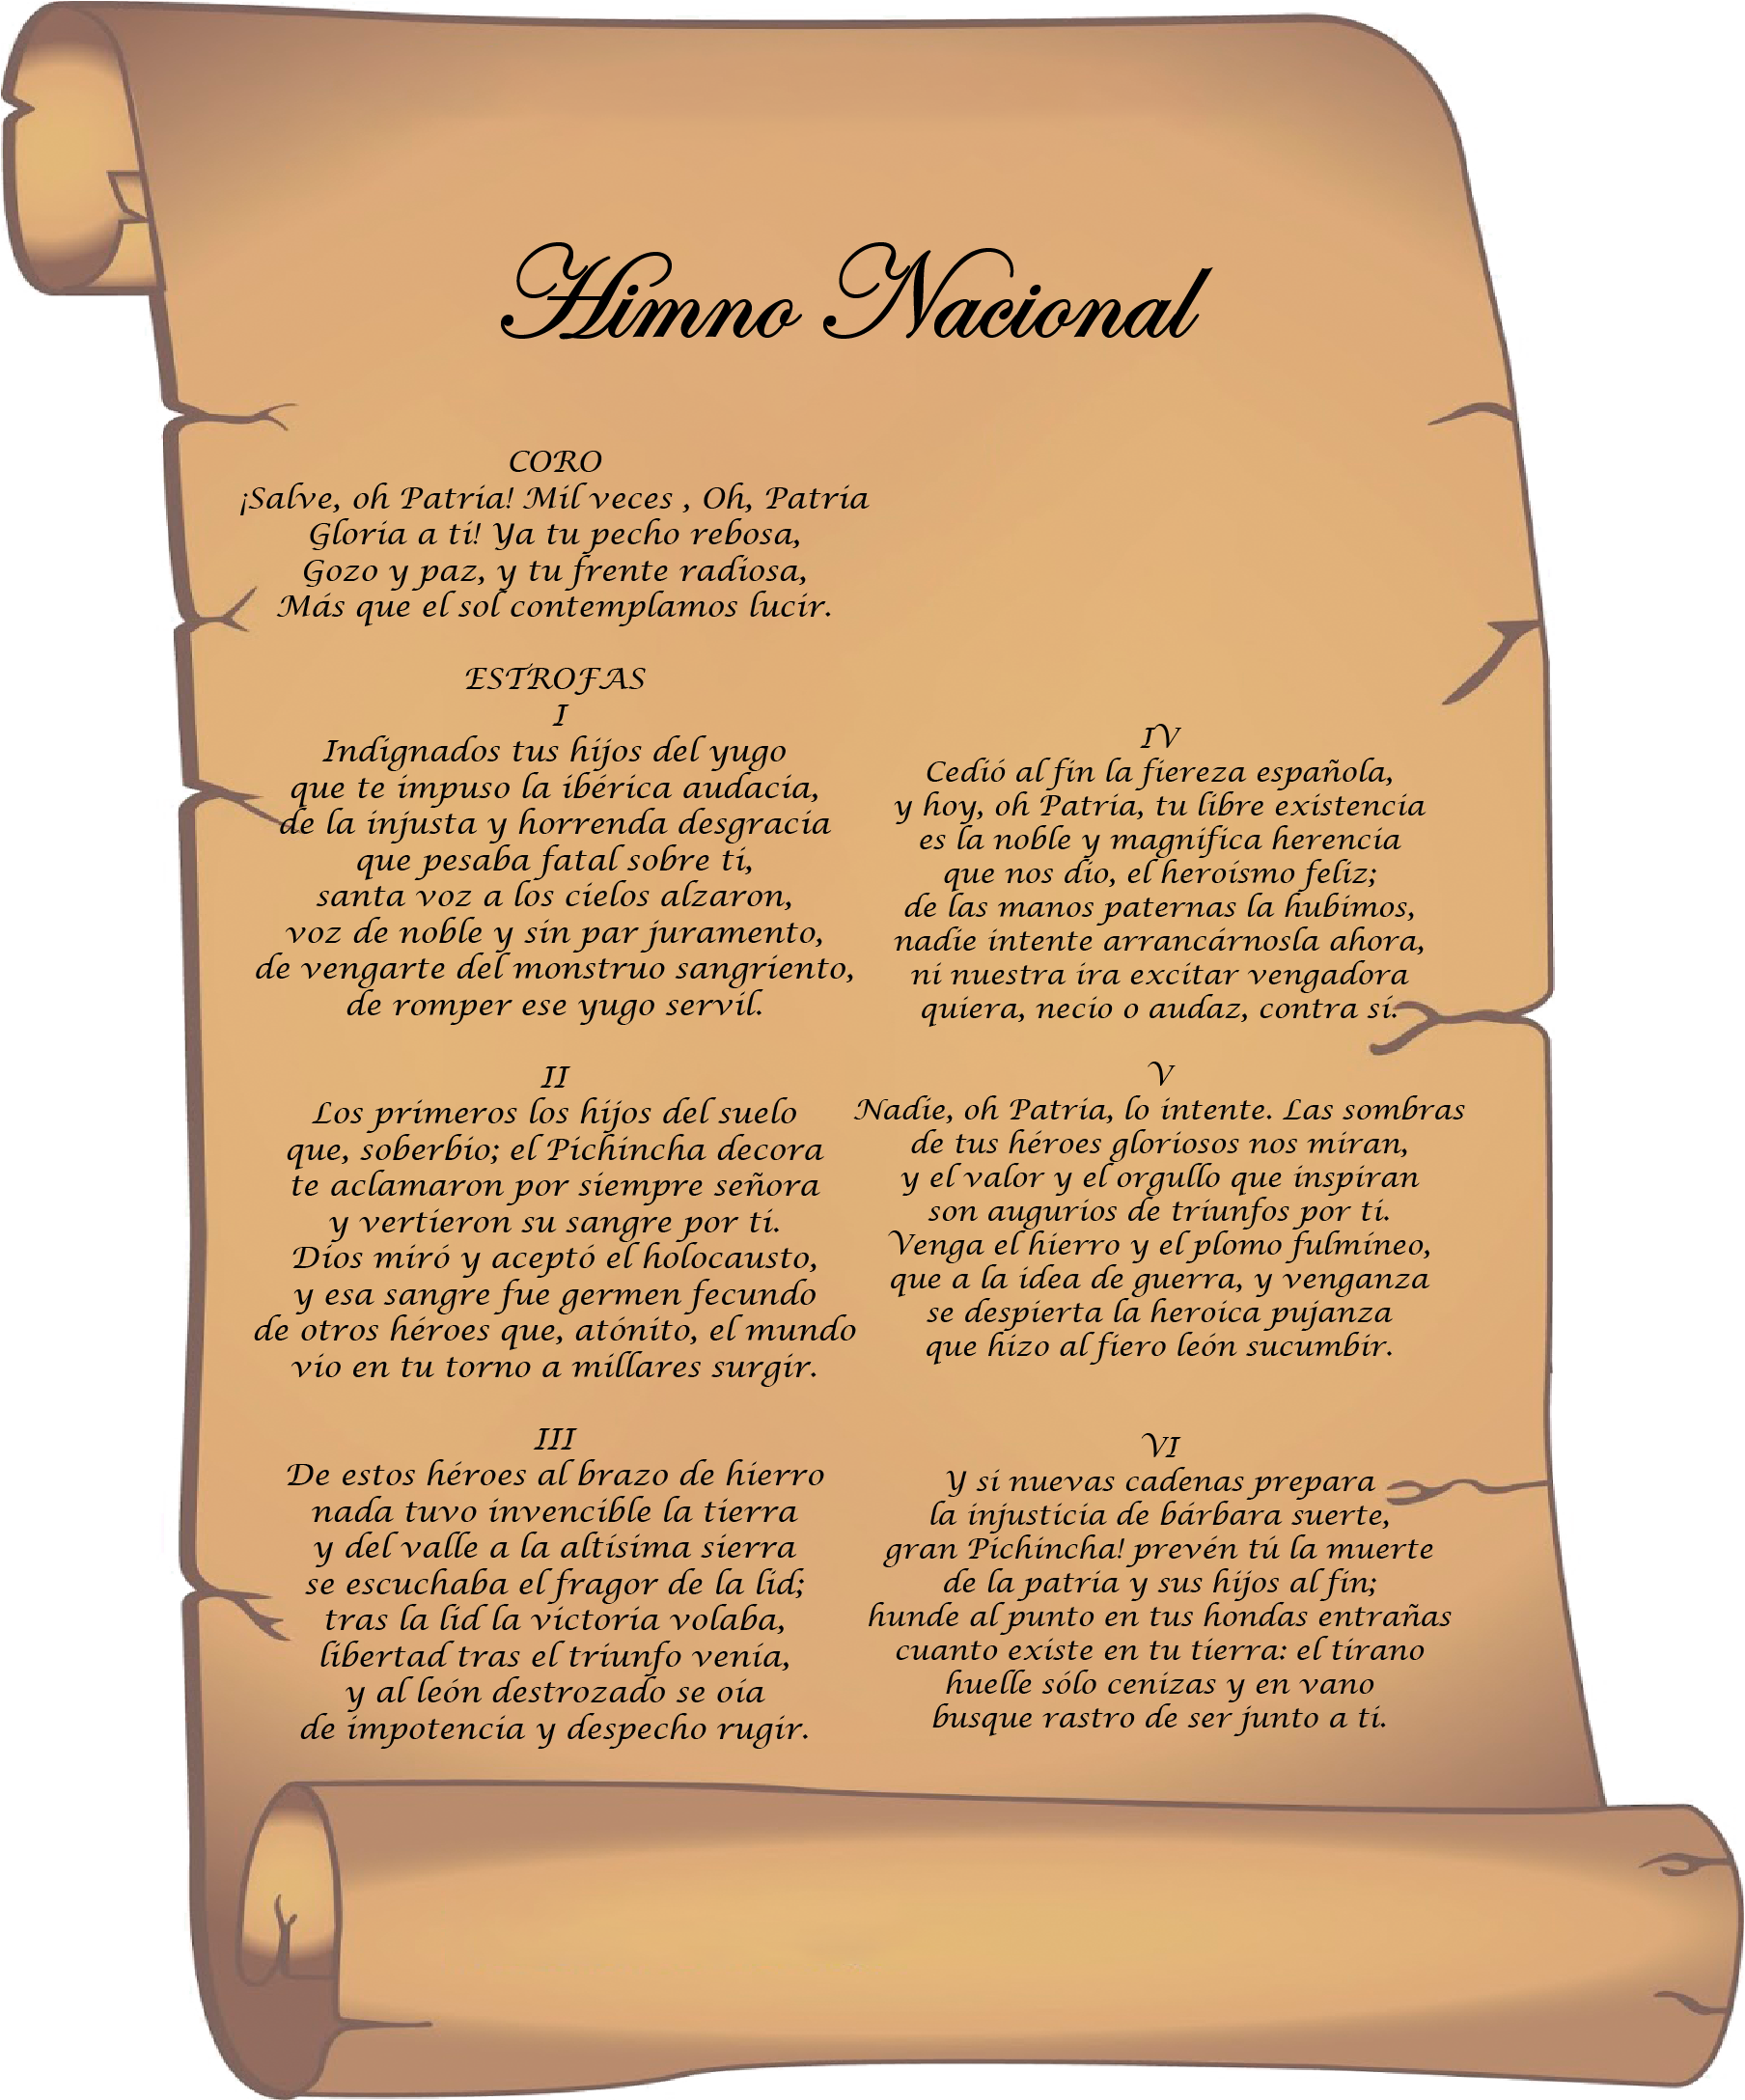 Himno Nacional
CORO
¡Salve, oh Patria! Mil veces , Oh, Patria
Gloria a ti! Ya tu pecho rebosa,
Gozo y paz, y tu frente radiosa,
Más que el sol contemplamos lucir.
ESTROFAS
I
Indignados tus hijos del yugo
que te impuso la ibérica audacia,
de la injusta y horrenda desgracia
que pesaba fatal sobre ti,
santa voz a los cielos alzaron,
voz de noble y sin par juramento,
de vengarte del monstruo sangriento,
de romper ese yugo servil.
II
Los primeros los hijos del suelo
que, soberbio; el Pichincha decora
te aclamaron por siempre señora
y vertieron su sangre por ti.
Dios miró y aceptó el holocausto,
y esa sangre fue germen fecundo
de otros héroes que, atónito, el mundo
vio en tu torno a millares surgir.
III
De estos héroes al brazo de hierro
nada tuvo invencible la tierra
y del valle a la altísima sierra
se escuchaba el fragor de la lid;
tras la lid la victoria volaba,
libertad tras el triunfo venía,
y al león destrozado se oía
de impotencia y despecho rugir.
IV
Cedió al fin la fiereza española,
y hoy, oh Patria, tu libre existencia
es la noble y magnífica herencia
que nos dio, el heroísmo feliz;
de las manos paternas la hubimos,
nadie intente arrancárnosla ahora,
ni nuestra ira excitar vengadora
quiera, necio o audaz, contra sí.
V
Nadie, oh Patria, lo intente. Las sombras
de tus héroes gloriosos nos miran,
y el valor y el orgullo que inspiran
son augurios de triunfos por ti.
Venga el hierro y el plomo fulmíneo,
que a la idea de guerra, y venganza
se despierta la heroica pujanza
que hizo al fiero león sucumbir.
VI
Y si nuevas cadenas prepara
la injusticia de bárbara suerte,
gran Pichincha! prevén tú la muerte
de la patria y sus hijos al fin;
hunde al punto en tus hondas entrañas
cuanto existe en tu tierra: el tirano
huelle sólo cenizas y en vano
busque rastro de ser junto a ti.